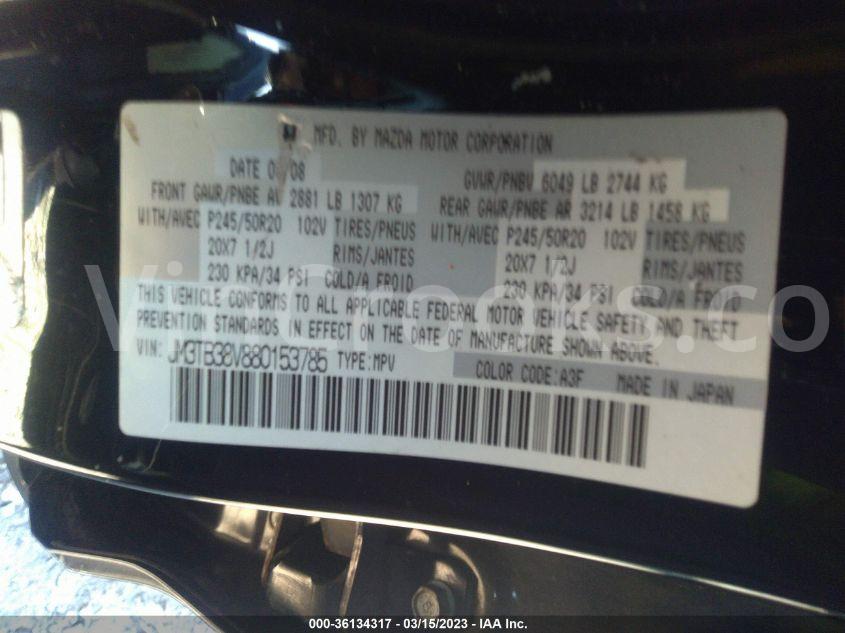 MFD. BY MAZDA MOTOR CORPORATION
DATE 08 GVWR/PNBV 6049 LB 2744 KG
FRONT GAWR/PNBE AV 2881 LB 1307 KG REAR GAWR/PNBE AR 3214 LB 1458 KG
WITH/AVEC P245/50R20 102V TIRES/PNEUS WITH/AVEC P245/50R20 102V TIRES/PNEUS
20X7 1/2J RIMS/JANTES 20X7 1/2J RIMS/JANTES
230 KPA/34 PSI COLD/A FROID 230 KPA/34 PSI COLD/A FROID
THIS VEHICLE CONFORMS TO ALL APPLICABLE FEDERAL MOTOR VEHICLE SAFETY AND THEFT
PREVENTION STANDARDS IN EFFECT ON THE DATE OF MANUFACTURE SHOWN ABOVE.
VIN: JM3TB38V880153785 TYPE:MPV COLOR CODE:A3F MADE IN JAPAN
000-36134317 - 03/15/2023 - IAA Inc.